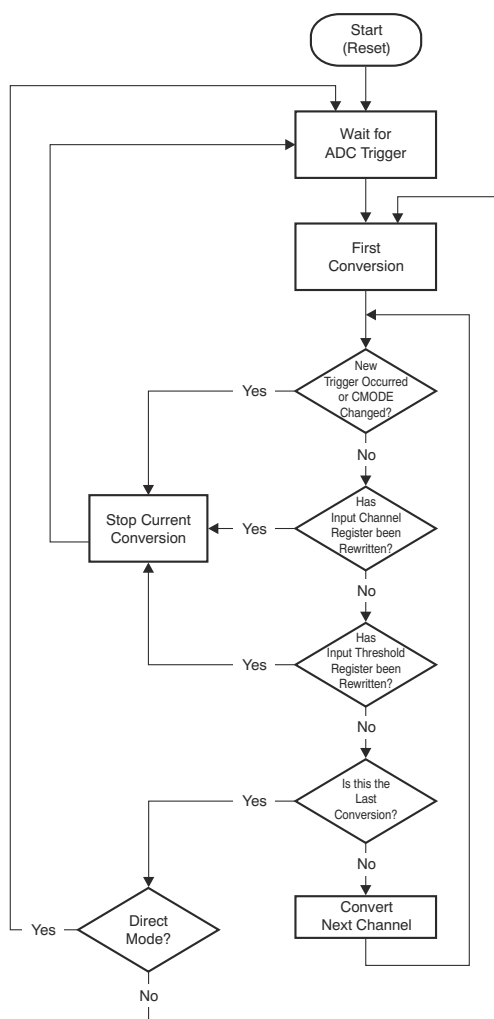 Start
(Reset)
Wait for
ADC Trigger
First
Conversion
New
Trigger Occurred
or CMODE
Changed?
Yes
No
Has
Input Channel
Register been
Rewritten?
Stop Current
Conversion
Yes
No
Has
Input Threshold
Register been
Rewritten?
Yes
No
Is this the
Last
Conversion?
Yes
No
Convert
Next Channel
Direct
Mode?
Yes
No